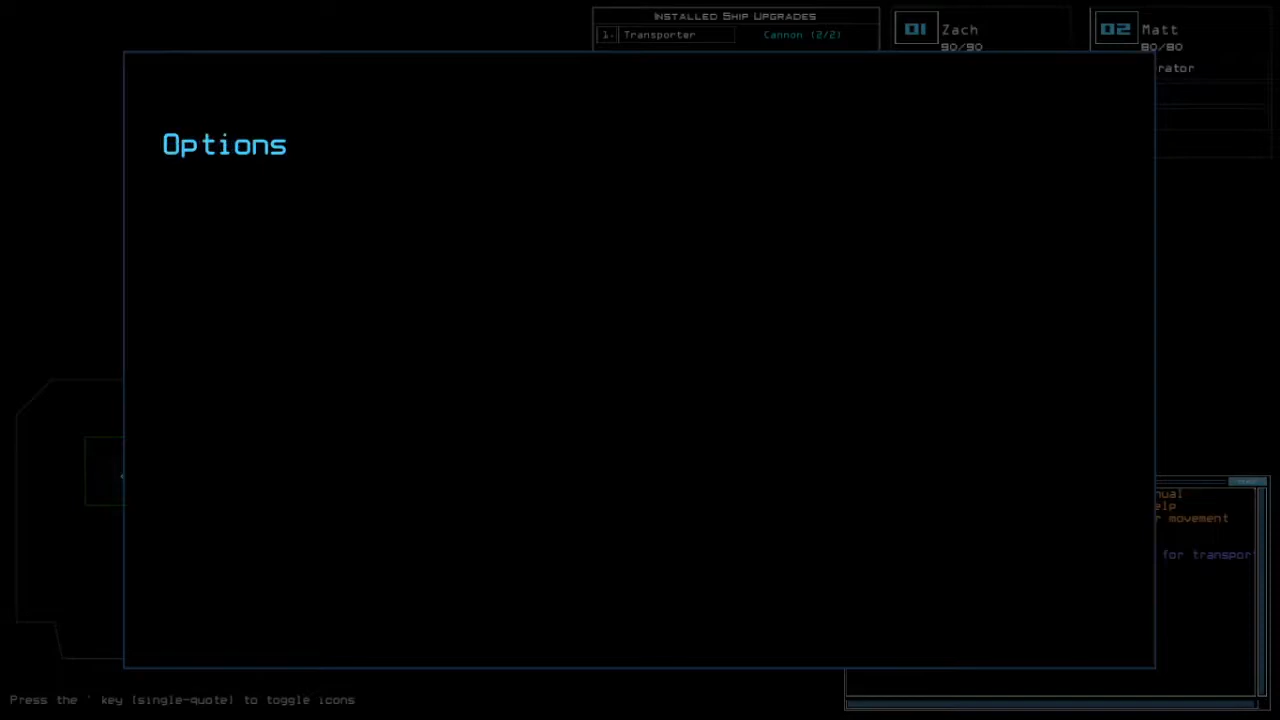 Installed Ship Upgrades
1. Transporter Cannon (2/2)
01 Zach
90/90
02 Matt
80/80
rator
Options
nual
elp
r movement
for transpor
Press the ' key (single-quote) to toggle icons